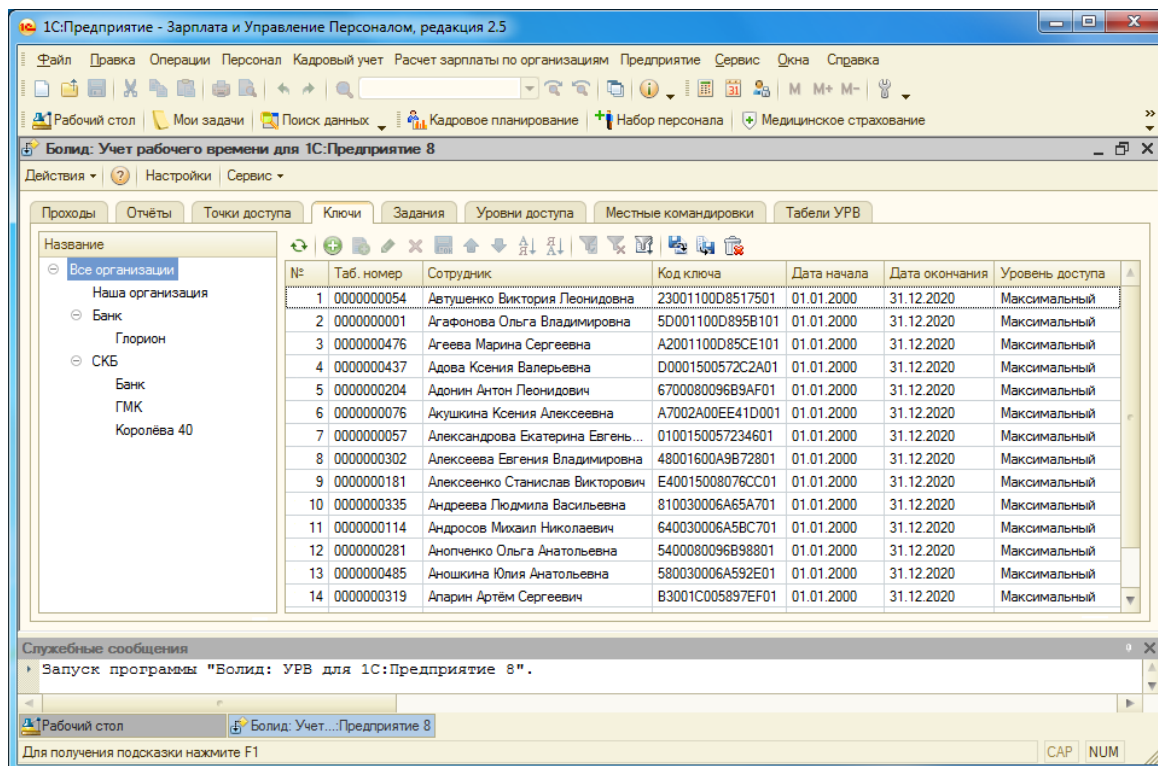 1С:Предприятие - Зарплата и Управление Персоналом, редакция 2.5
Файл Правка Операции Персонал Кадровый учет Расчет зарплаты по организациям Предприятие Сервис Окна Справка
M M+ M-
Рабочий стол Мои задачи Поиск данных Кадровое планирование Набор персонала Медицинское страхование
Болид: Учет рабочего времени для 1С:Предприятие 8
Действия Настройки Сервис
Проходы Отчёты Точки доступа Ключи Задания Уровни доступа Местные командировки Табели УРВ
Название
Все организации
Наша организация
Банк
Глорион
СКБ
Банк
ГМК
Королёва 40
№ Таб. номер Сотрудник Код ключа Дата начала Дата окончания Уровень доступа
1 0000000054 Автушенко Виктория Леонидовна 23001100D8517501 01.01.2000 31.12.2020 Максимальный
2 0000000001 Агафонова Ольга Владимировна 5D001100D895B101 01.01.2000 31.12.2020 Максимальный
3 0000000476 Агеева Марина Сергеевна A2001100D85CE101 01.01.2000 31.12.2020 Максимальный
4 0000000437 Адова Ксения Валерьевна D0001500572C2A01 01.01.2000 31.12.2020 Максимальный
5 0000000204 Адонин Антон Леонидович 6700080096B9AF01 01.01.2000 31.12.2020 Максимальный
6 0000000076 Акушкина Ксения Алексеевна A7002A00EE41D001 01.01.2000 31.12.2020 Максимальный
7 0000000057 Александрова Екатерина Евгень... 0100150057234601 01.01.2000 31.12.2020 Максимальный
8 0000000302 Алексеева Евгения Владимировна 48001600A9B72801 01.01.2000 31.12.2020 Максимальный
9 0000000181 Алексеенко Станислав Викторович E40015008076CC01 01.01.2000 31.12.2020 Максимальный
10 0000000335 Андреева Людмила Васильевна 810030006A65A701 01.01.2000 31.12.2020 Максимальный
11 0000000114 Андросов Михаил Николаевич 640030006A5BC701 01.01.2000 31.12.2020 Максимальный
12 0000000281 Анопченко Ольга Анатольевна 5400080096B98801 01.01.2000 31.12.2020 Максимальный
13 0000000485 Аношкина Юлия Анатольевна 580030006A592E01 01.01.2000 31.12.2020 Максимальный
14 0000000319 Апарин Артём Сергеевич B3001C005897EF01 01.01.2000 31.12.2020 Максимальный
Служебные сообщения
Запуск программы "Болид: УРВ для 1С:Предприятие 8".
Рабочий стол Болид: Учет...:Предприятие 8
Для получения подсказки нажмите F1 CAP NUM